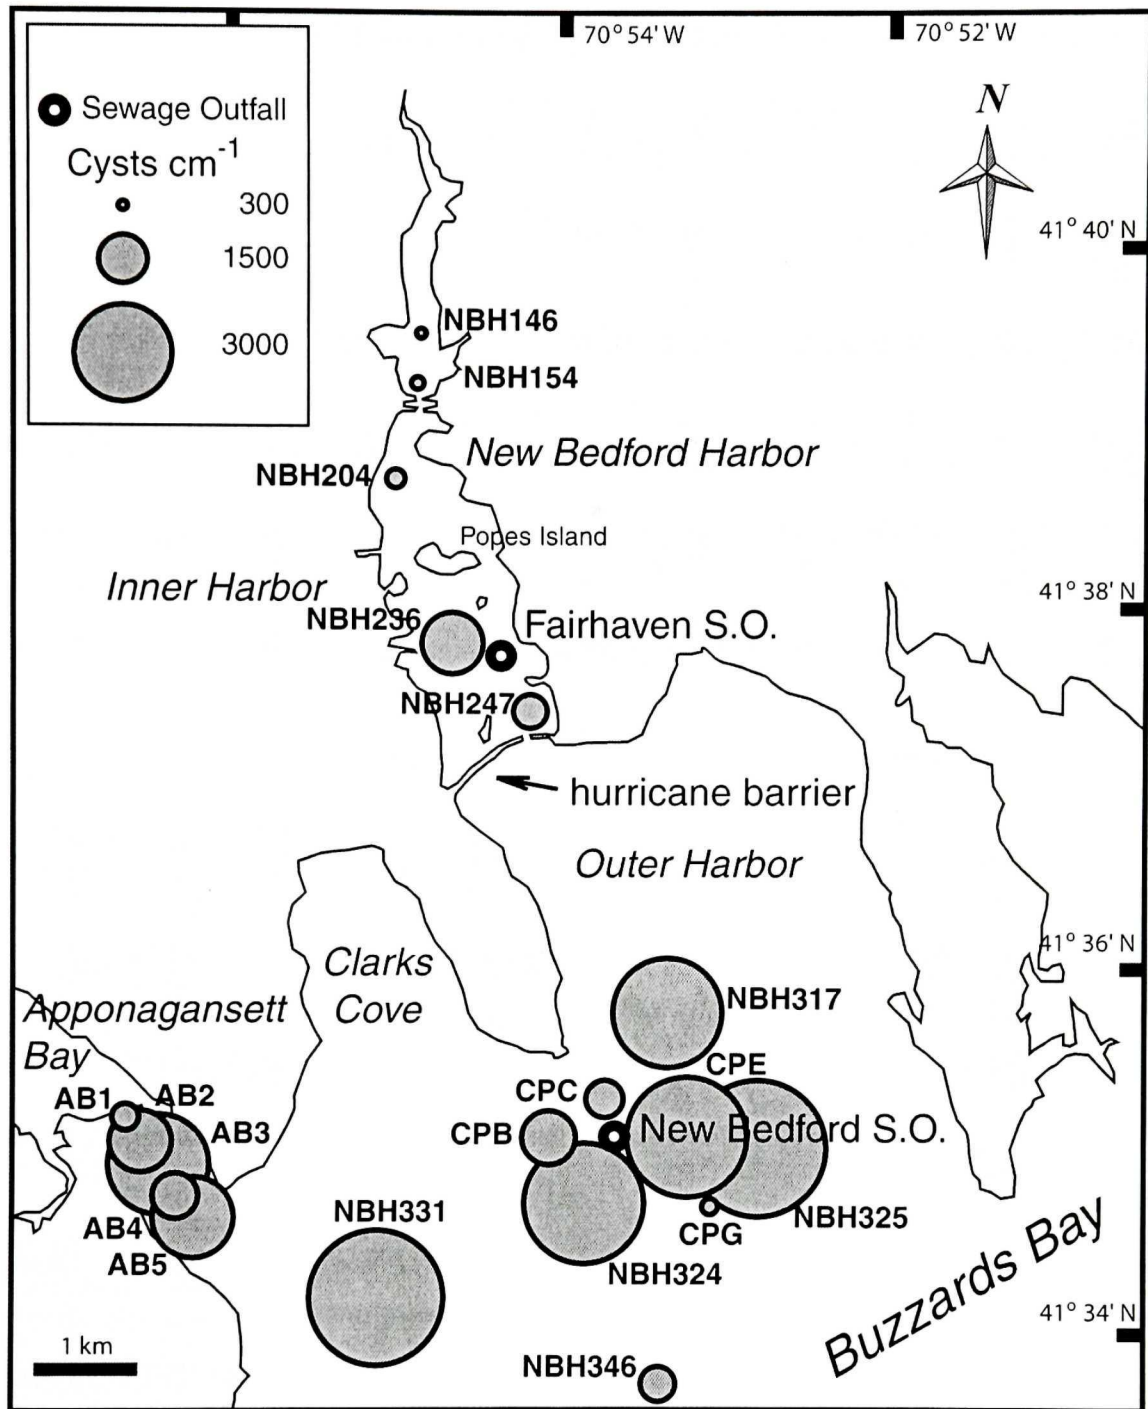 70° 54' W
70° 52' W
Sewage Outfall
Cysts cm-1
300
1500
3000
N
41° 40' N
NBH146
NBH154
New Bedford Harbor
NBH204
Popes Island
Inner Harbor
41° 38' N
NBH236
Fairhaven S.O.
NBH247
hurricane barrier
Outer Harbor
Clarks
Cove
41° 36' N
Apponagansett
Bay
NBH317
CPE
AB1
AB2
CPC
AB3
CPB
New Bedford S.O.
AB4
NBH331
CPG
NBH325
AB5
NBH324
Buzzards Bay
41° 34' N
1 km
NBH346